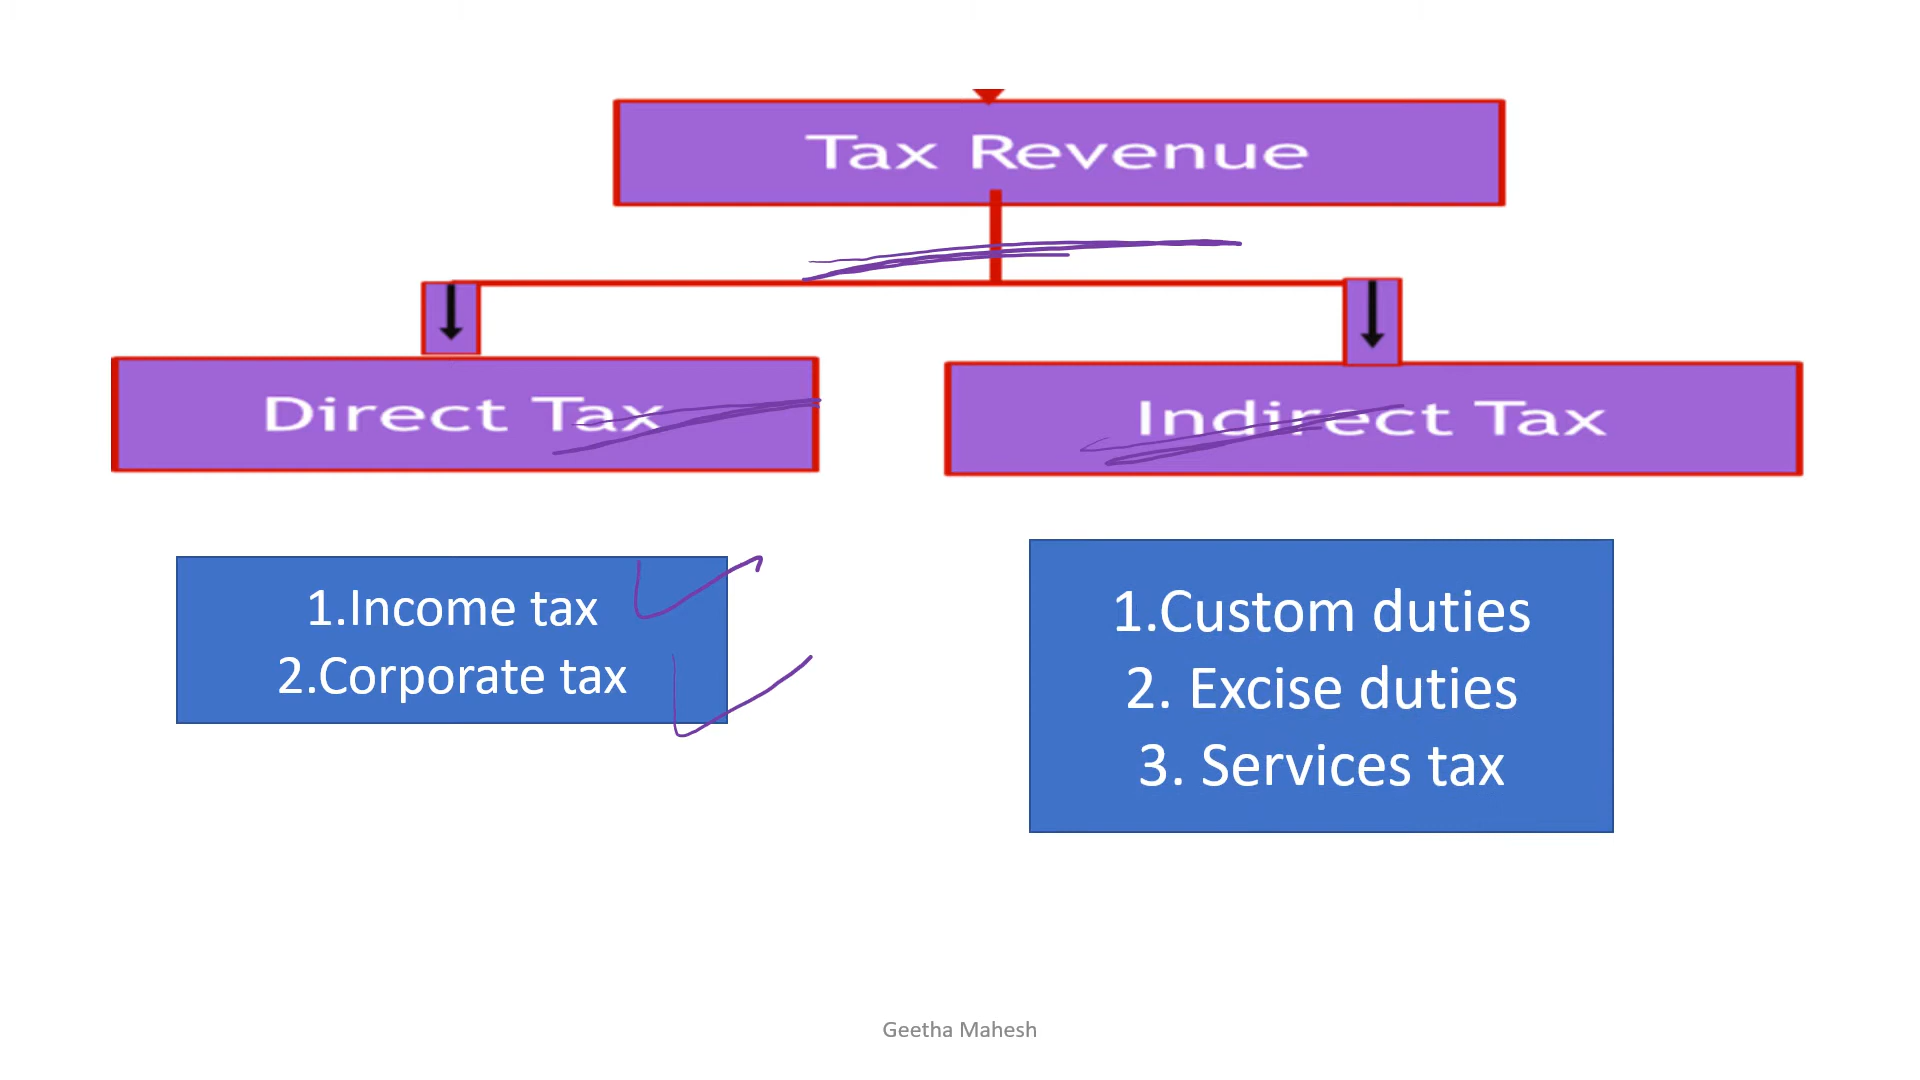 Tax Revenue
Direct Tax
Indirect Tax
1.Income tax
2.Corporate tax
1.Custom duties
2. Excise duties
3. Services tax
Geetha Mahesh